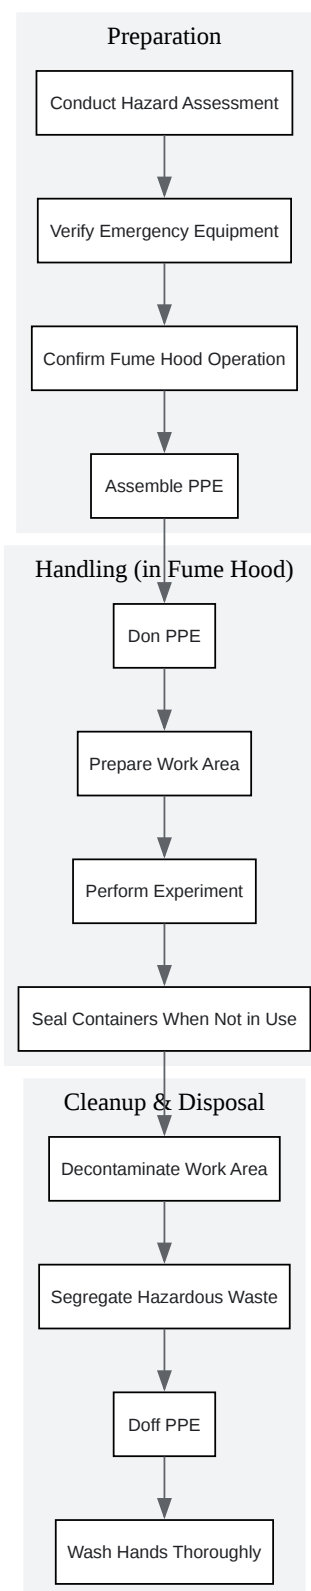 Preparation
Conduct Hazard Assessment
Verify Emergency Equipment
Confirm Fume Hood Operation
Assemble PPE
Handling (in Fume Hood)
Don PPE
Prepare Work Area
Perform Experiment
Seal Containers When Not in Use
Cleanup & Disposal
Decontaminate Work Area
Segregate Hazardous Waste
Doff PPE
Wash Hands Thoroughly